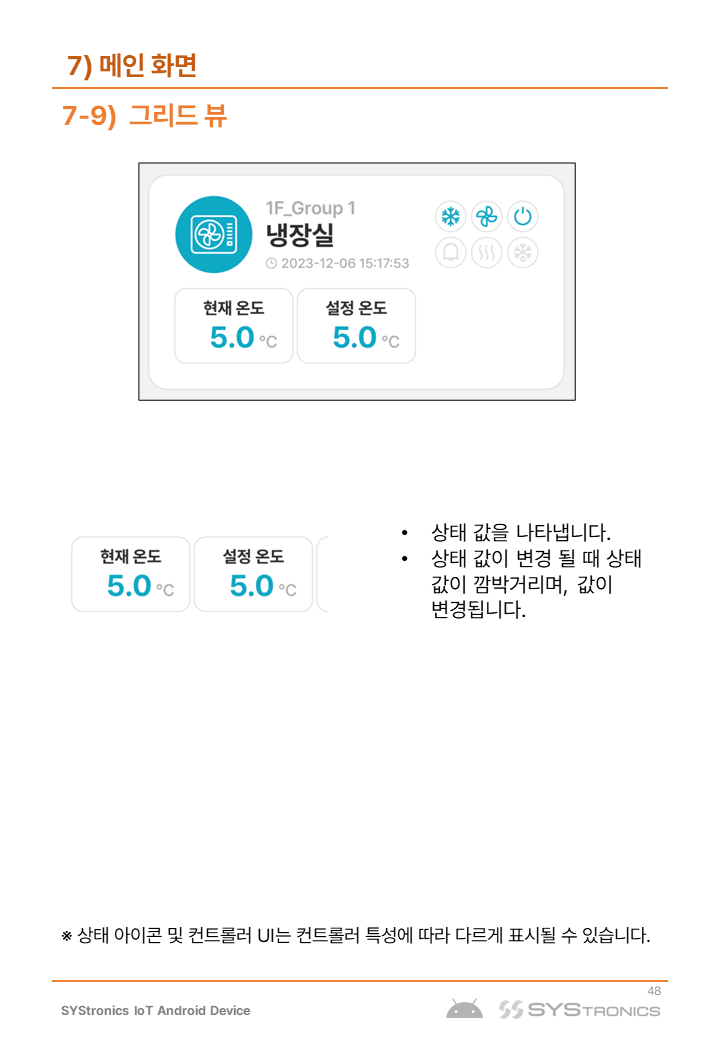 7) 메인 화면
7-9) 그리드 뷰
1F_Group 1
냉장실
2023-12-06 15:17:53
현재 온도 설정 온도
5.0 °C 5.0 °C
현재 온도 설정 온도
5.0 °C 5.0 °C
• 상태 값을 나타냅니다.
• 상태 값이 변경 될 때 상태
값이 깜박거리며, 값이
변경됩니다.
※ 상태 아이콘 및 컨트롤러 UI는 컨트롤러 특성에 따라 다르게 표시될 수 있습니다.
48
SYStronics IoT Android Device
SYSTRONICS